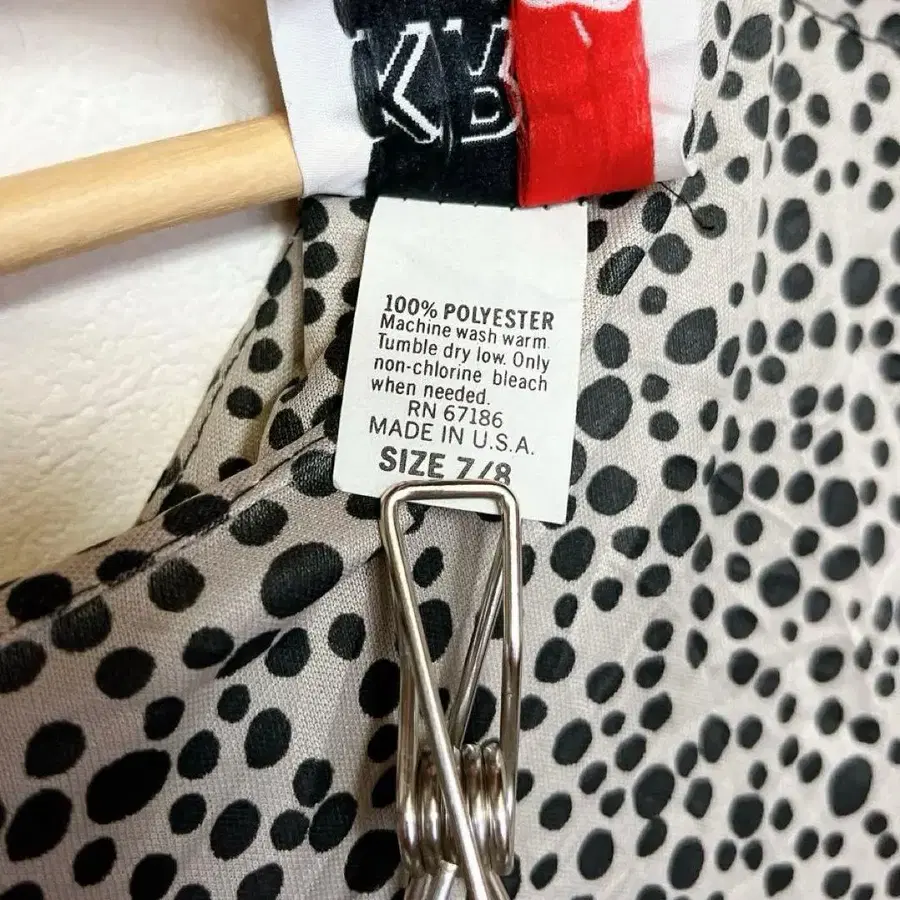 KB
100% POLYESTER
Machine wash warm.
Tumble dry low. Only
non-chlorine bleach
when needed.
RN 67186
MADE IN U.S.A.
SIZE 7/8